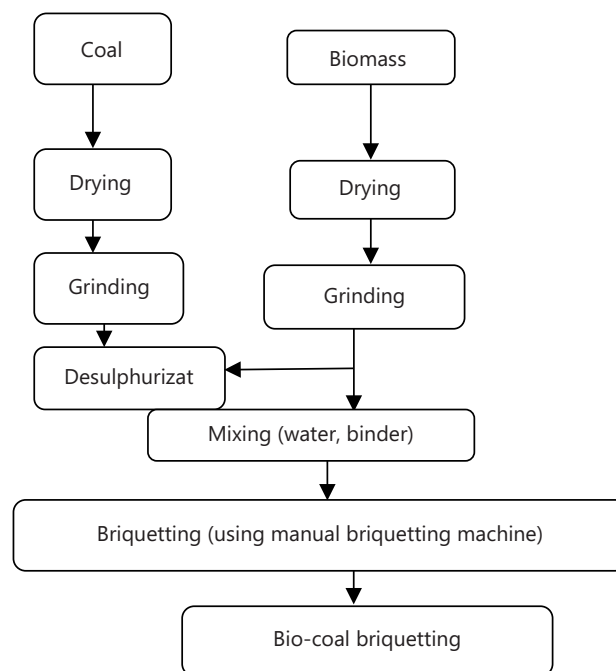 Coal
Biomass
Drying
Drying
Grinding
Grinding
Desulphurizat
Mixing (water, binder)
Briquetting (using manual briquetting machine)
Bio-coal briquetting